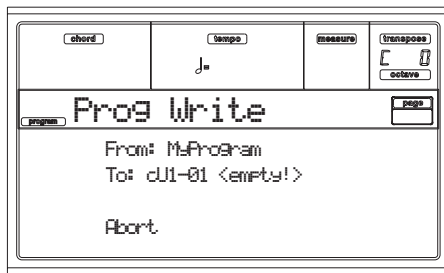 chord tempo measure transpose
♩= C 0
octave
program Prog Write page
From: MyProgram
To: cU1-01 <empty!>
Abort